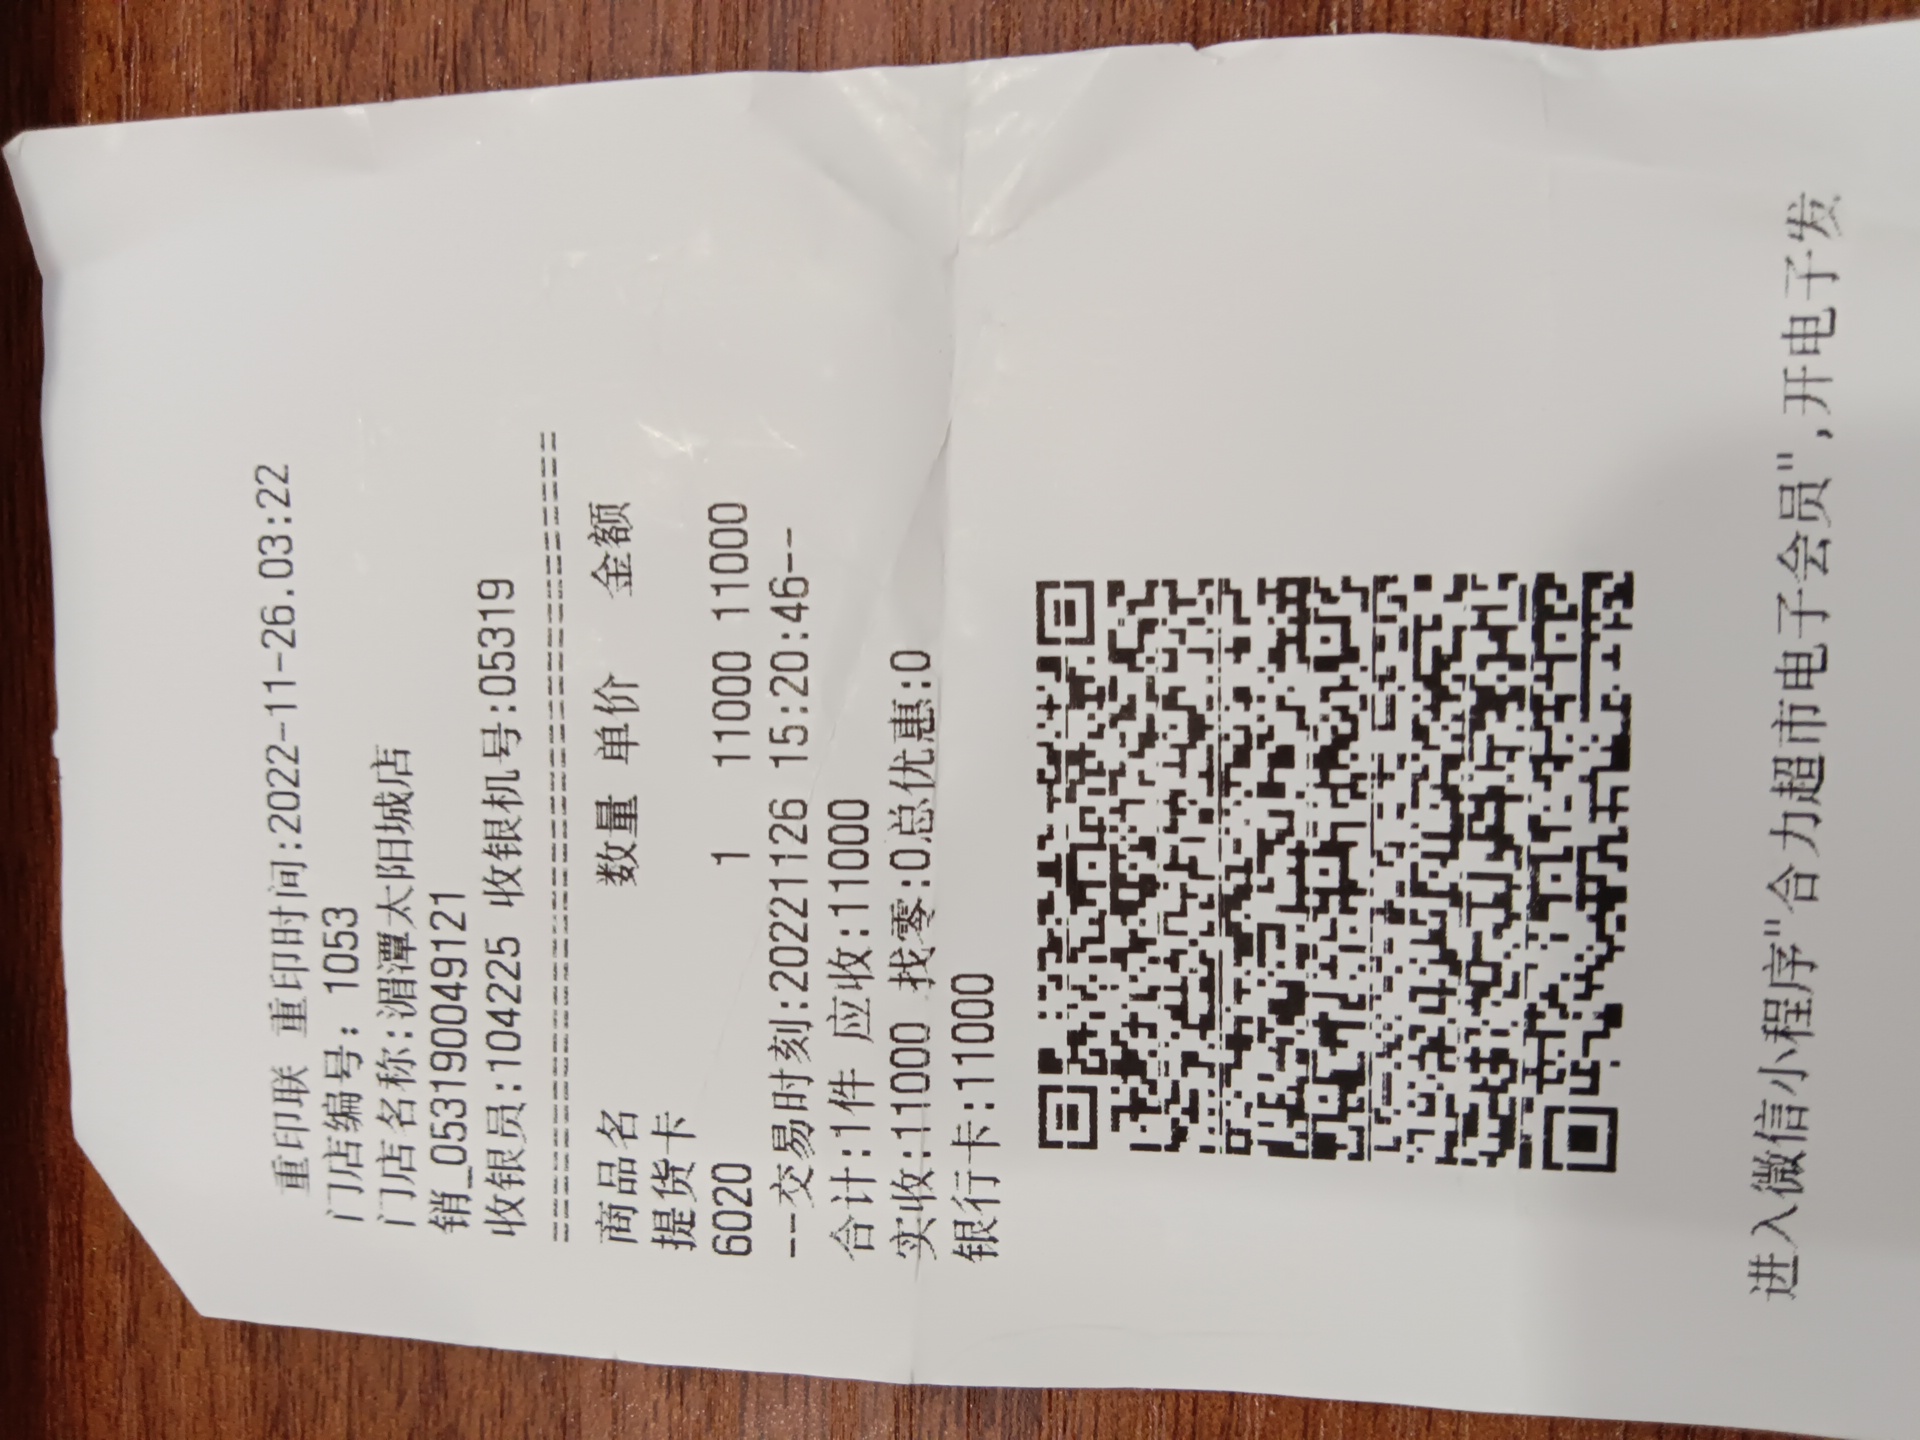 重印联 重印时间:2022-11-26.03:22
门店编号: 1053
门店名称:湄潭太阳城店
销_053190049121
收银员:104225 收银机号:05319
========================================
商品名 数量 单价 金额
提货卡
6020 1 11000 11000
--交易时刻:20221126 15:20:46--
合计:1件 应收:11000
实收:11000 找零:0总优惠:0
银行卡:11000
进入微信小程序"合力超市电子会员",开电子发